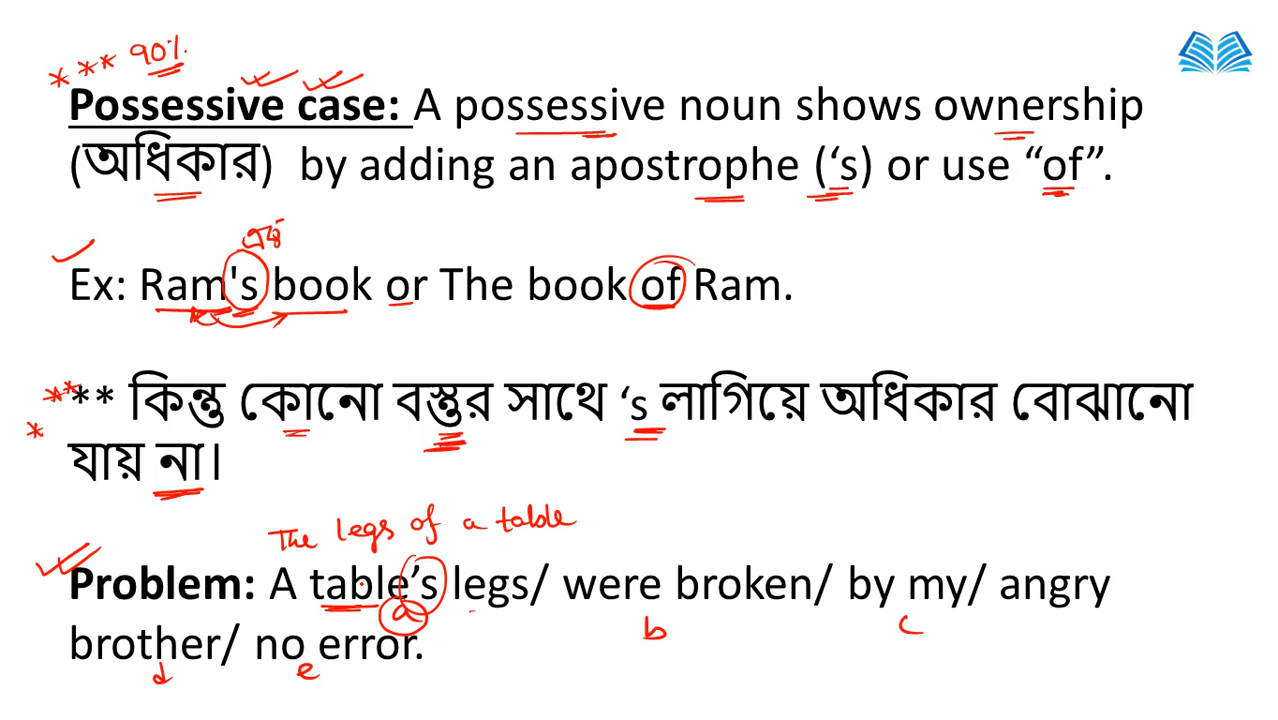 *** 90%
Possessive case: A possessive noun shows ownership
(অধিকার) by adding an apostrophe (‘s) or use “of”.
Ex: Ram's book or The book of Ram.
** কিন্তু কোনো বস্তুর সাথে ‘s লাগিয়ে অধিকার বোঝানো
যায় না।
The legs of a table
Problem: A table’s legs/ were broken/ by my/ angry
a b c
brother/ no error.
d e